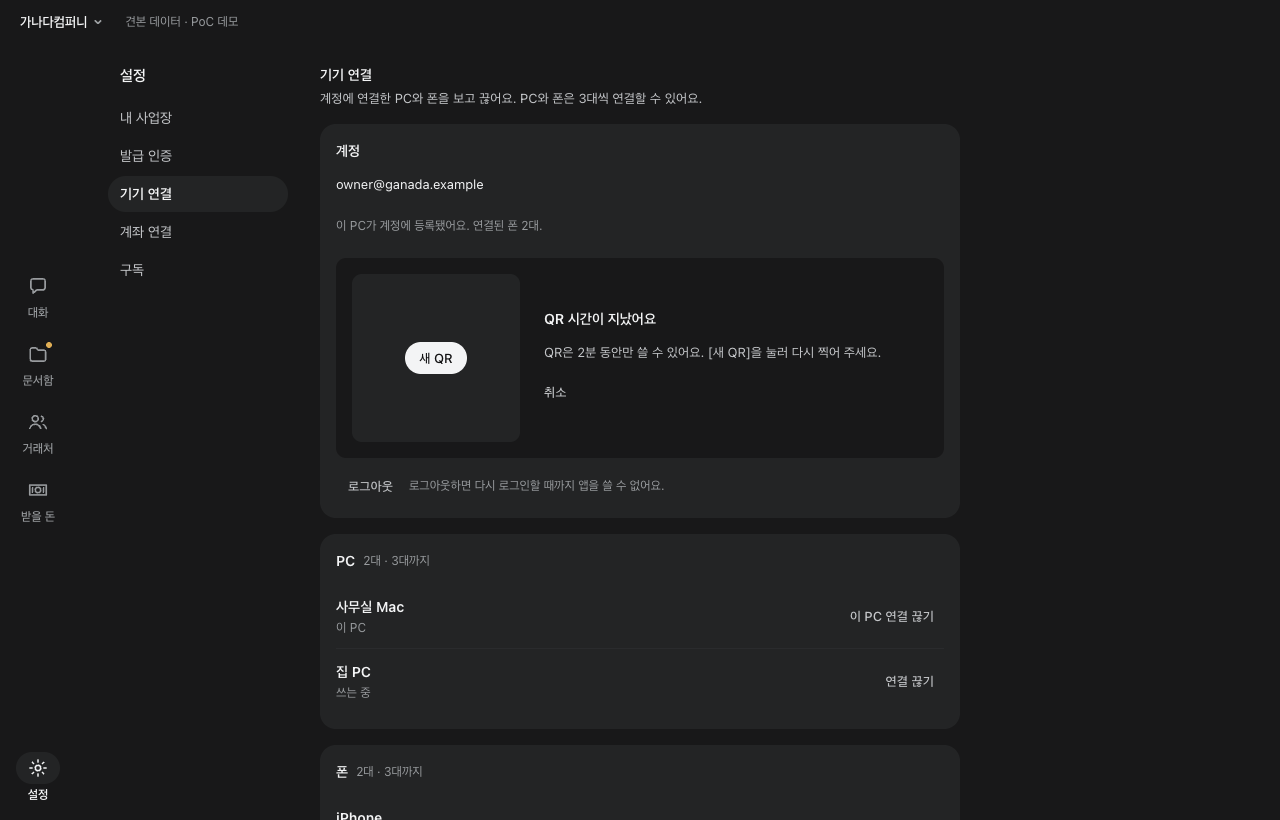 가나다컴퍼니
견본 데이터 · PoC 데모
설정
내 사업장
발급 인증
기기 연결
계좌 연결
구독
대화
문서함
거래처
받을 돈
설정
기기 연결
계정에 연결한 PC와 폰을 보고 끊어요. PC와 폰은 3대씩 연결할 수 있어요.
계정
owner@ganada.example
이 PC가 계정에 등록됐어요. 연결된 폰 2대.
새 QR
QR 시간이 지났어요
QR은 2분 동안만 쓸 수 있어요. [새 QR]을 눌러 다시 찍어 주세요.
취소
로그아웃
로그아웃하면 다시 로그인할 때까지 앱을 쓸 수 없어요.
PC 2대 · 3대까지
사무실 Mac
이 PC
이 PC 연결 끊기
집 PC
쓰는 중
연결 끊기
폰 2대 · 3대까지
iPhone